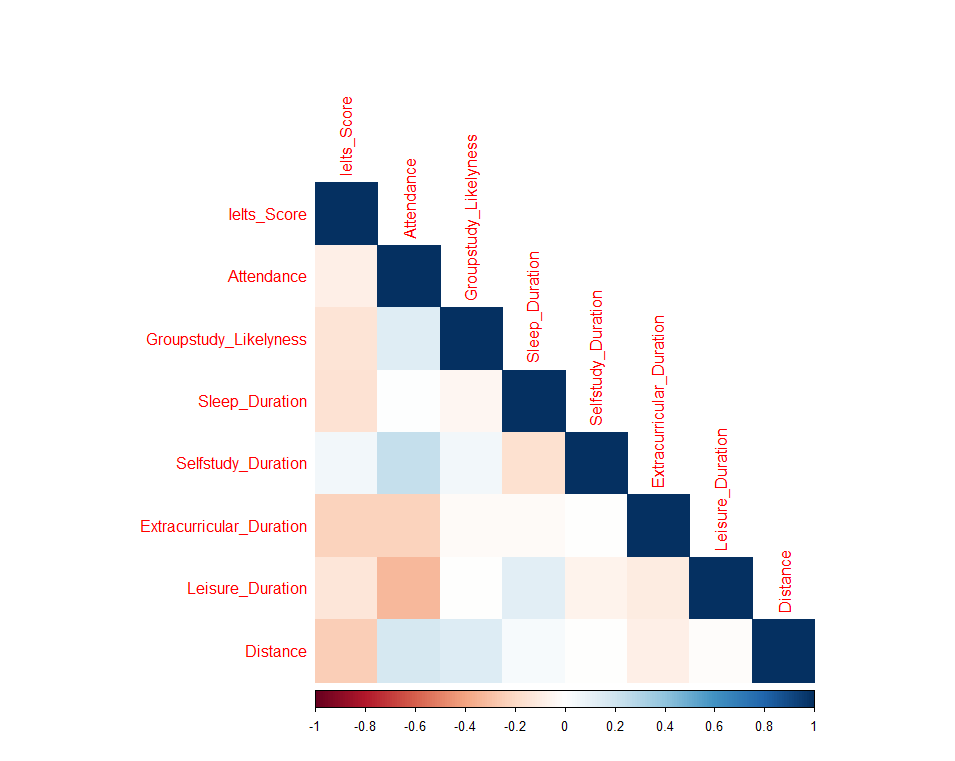 Ielts_Score
Attendance
Groupstudy_Likelyness
Sleep_Duration
Selfstudy_Duration
Extracurricular_Duration
Leisure_Duration
Distance
Ielts_Score
Attendance
Groupstudy_Likelyness
Sleep_Duration
Selfstudy_Duration
Extracurricular_Duration
Leisure_Duration
Distance
-1 -0.8 -0.6 -0.4 -0.2 0 0.2 0.4 0.6 0.8 1